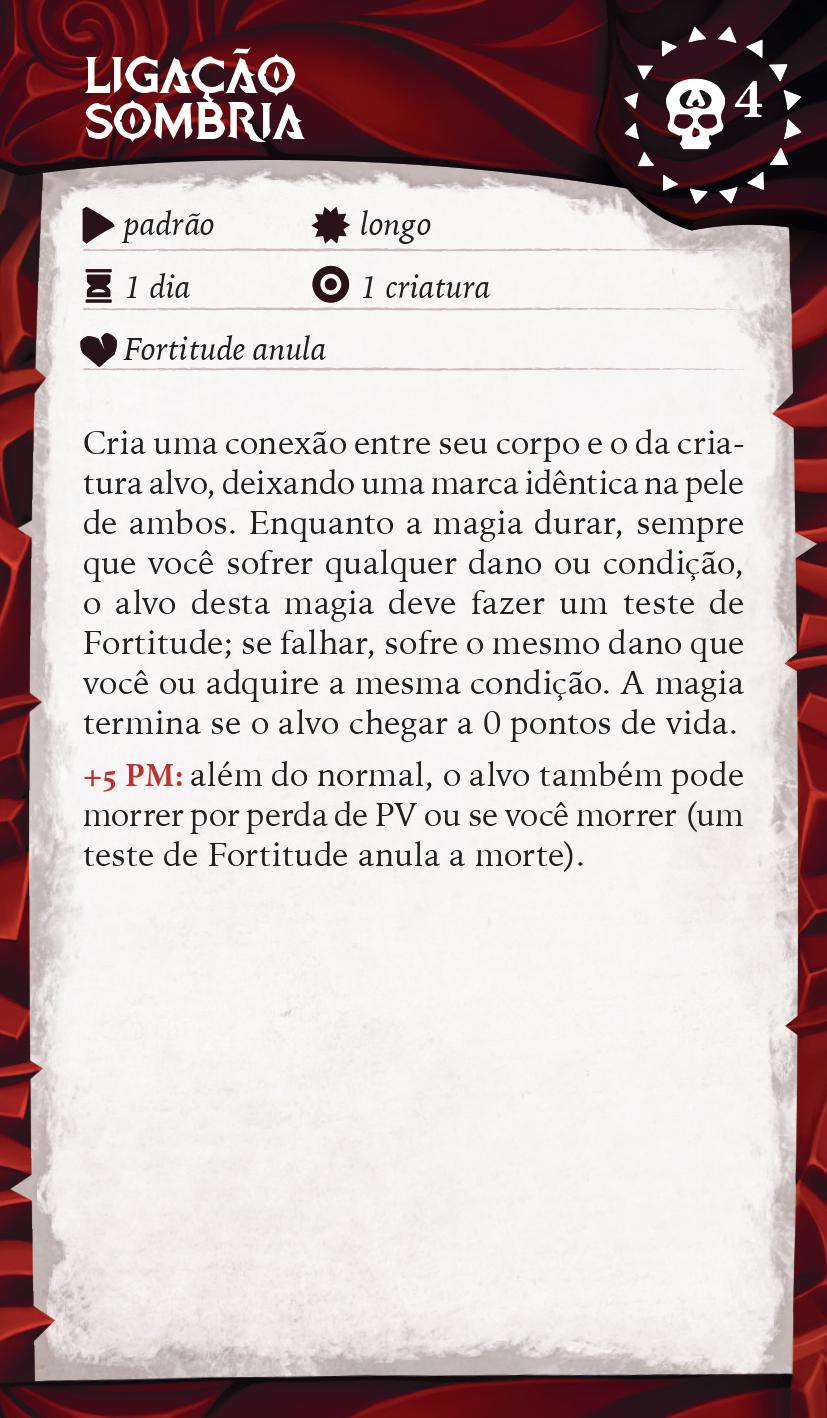 LIGAÇÃO
SOMBRIA
4
padrão
longo
1 dia
1 criatura
Fortitude anula
Cria uma conexão entre seu corpo e o da cria-
tura alvo, deixando uma marca idêntica na pele
de ambos. Enquanto a magia durar, sempre
que você sofrer qualquer dano ou condição,
o alvo desta magia deve fazer um teste de
Fortitude; se falhar, sofre o mesmo dano que
você ou adquire a mesma condição. A magia
termina se o alvo chegar a 0 pontos de vida.
+5 PM: além do normal, o alvo também pode
morrer por perda de PV ou se você morrer (um
teste de Fortitude anula a morte).